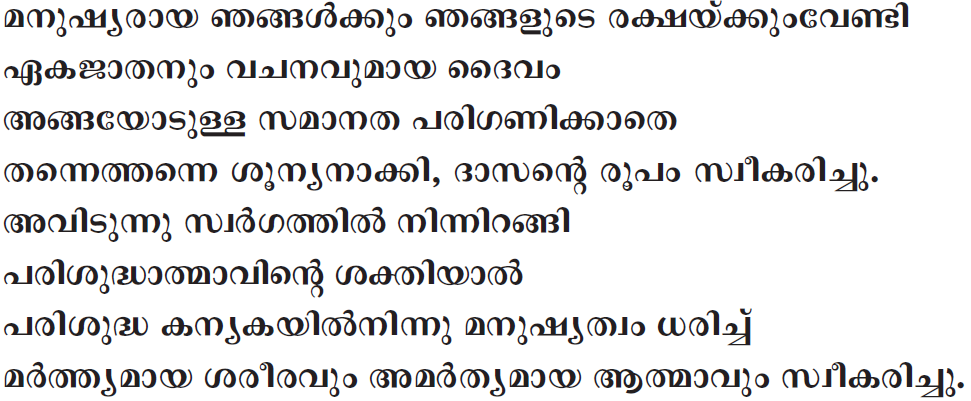 മനുഷ്യരായ ഞങ്ങൾക്കും ഞങ്ങളുടെ രക്ഷയ്ക്കുംവേണ്ടി
ഏകജാതനും വചനവുമായ ദൈവം
അങ്ങയോടുള്ള സമാനത പരിഗണിക്കാതെ
തന്നെത്തന്നെ ശൂന്യനാക്കി, ദാസന്റെ രൂപം സ്വീകരിച്ചു.
അവിടുന്നു സ്വർഗത്തിൽ നിന്നിറങ്ങി
പരിശുദ്ധാത്മാവിന്റെ ശക്തിയാൽ
പരിശുദ്ധ കന്യകയിൽനിന്നു മനുഷ്യത്വം ധരിച്ച്
മർത്ത്യമായ ശരീരവും അമർത്യമായ ആത്മാവും സ്വീകരിച്ചു.